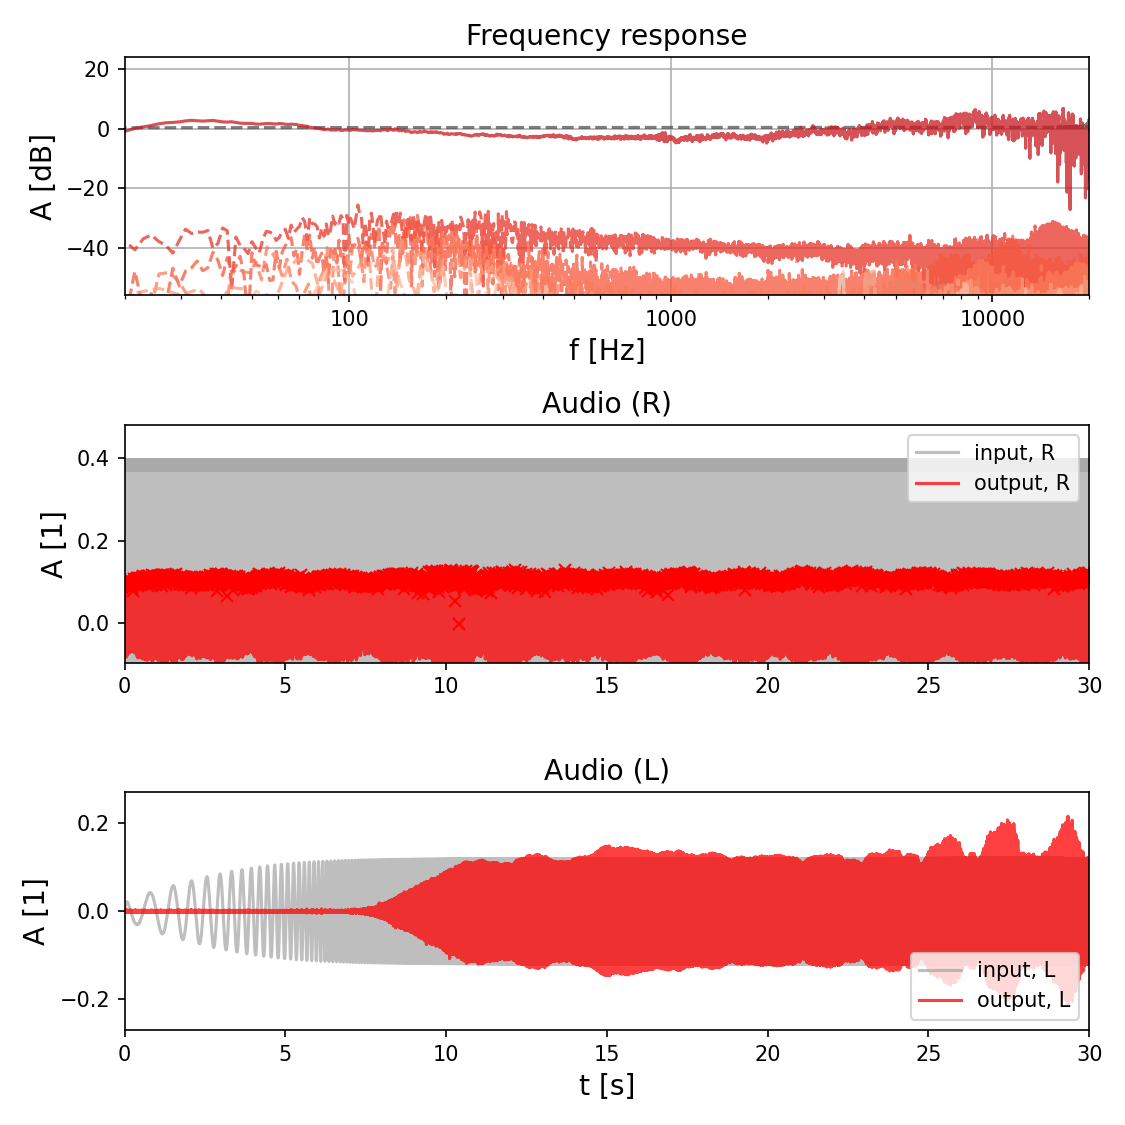 Frequency response
20
0
−20
−40
A [dB]
100
1000
10000
f [Hz]
Audio (R)
0.4
0.2
0.0
A [1]
input, R
output, R
0
5
10
15
20
25
30
Audio (L)
0.2
0.0
−0.2
A [1]
input, L
output, L
0
5
10
15
20
25
30
t [s]